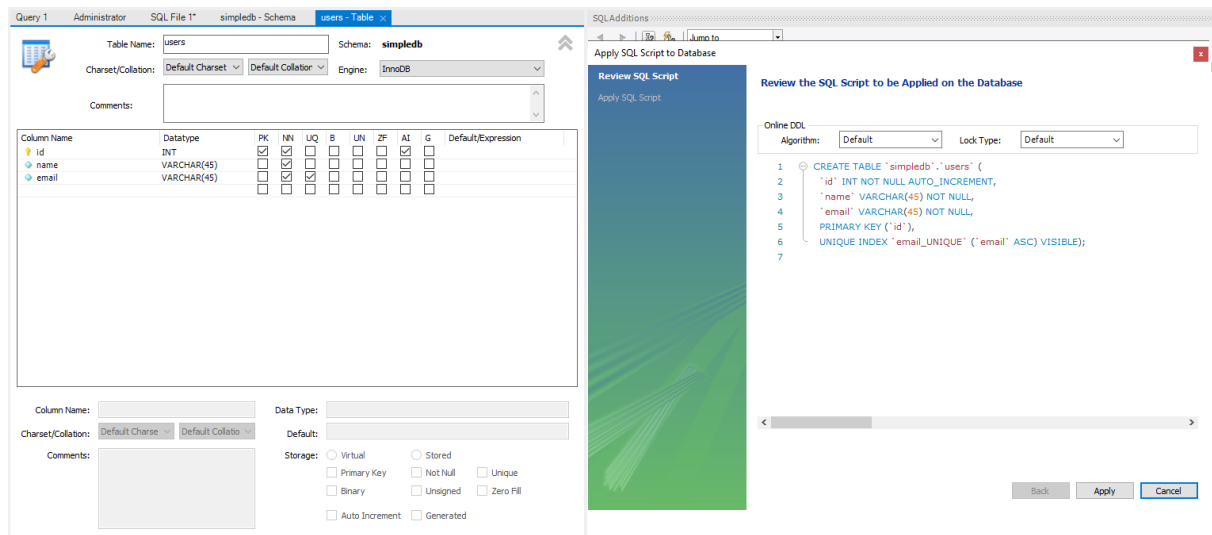 Query 1 Administrator SQL File 1* simpledb - Schema users - Table ×
Table Name: users Schema: simpledb
Charset/Collation: Default Charset Default Collation Engine: InnoDB
Comments:
Column Name Datatype PK NN UQ B UN ZF AI G Default/Expression
id INT
name VARCHAR(45)
email VARCHAR(45)
Column Name: Data Type:
Charset/Collation: Default Charse Default Collatio Default:
Comments: Storage: Virtual Stored
Primary Key Not Null Unique
Binary Unsigned Zero Fill
Auto Increment Generated
SQLAdditions
Jump to
Apply SQL Script to Database x
Review SQL Script
Apply SQL Script
Review the SQL Script to be Applied on the Database
Online DDL
Algorithm: Default Lock Type: Default
1 CREATE TABLE `simpledb`.`users` (
2 `id` INT NOT NULL AUTO_INCREMENT,
3 `name` VARCHAR(45) NOT NULL,
4 `email` VARCHAR(45) NOT NULL,
5 PRIMARY KEY (`id`),
6 UNIQUE INDEX `email_UNIQUE` (`email` ASC) VISIBLE);
7
Back Apply Cancel